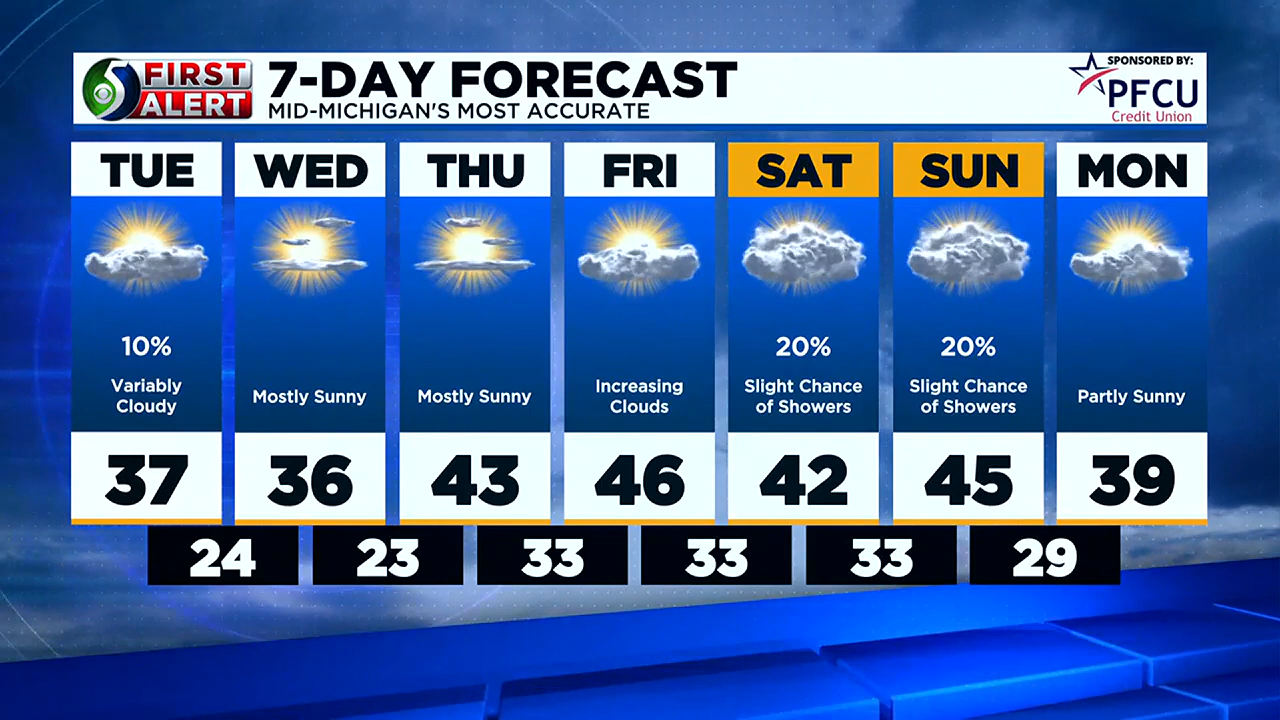 5 FIRST ALERT
7-DAY FORECAST
MID-MICHIGAN'S MOST ACCURATE
SPONSORED BY:
PFCU
Credit Union
TUE WED THU FRI SAT SUN MON
10% 20% 20%
Variably Cloudy
Mostly Sunny
Mostly Sunny
Increasing Clouds
Slight Chance of Showers
Slight Chance of Showers
Partly Sunny
37 36 43 46 42 45 39
24 23 33 33 33 29